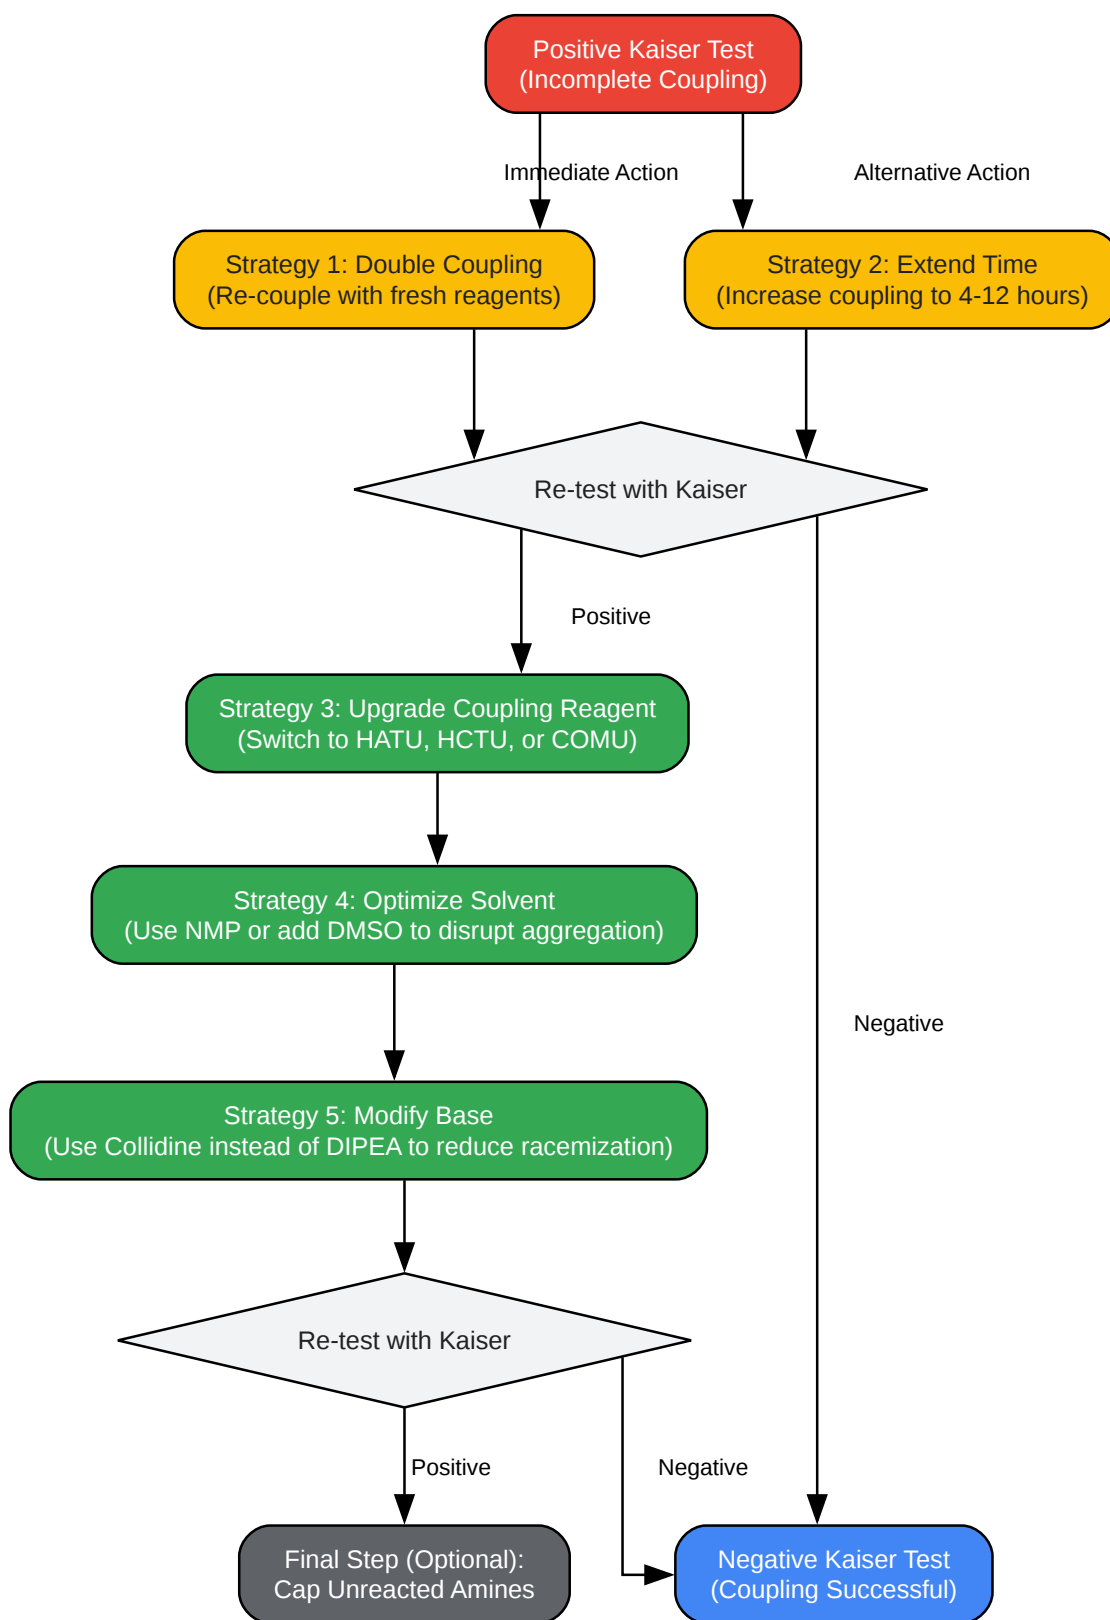 Positive Kaiser Test
(Incomplete Coupling)
Immediate Action
Alternative Action
Strategy 1: Double Coupling
(Re-couple with fresh reagents)
Strategy 2: Extend Time
(Increase coupling to 4-12 hours)
Re-test with Kaiser
Positive
Strategy 3: Upgrade Coupling Reagent
(Switch to HATU, HCTU, or COMU)
Strategy 4: Optimize Solvent
(Use NMP or add DMSO to disrupt aggregation)
Negative
Strategy 5: Modify Base
(Use Collidine instead of DIPEA to reduce racemization)
Re-test with Kaiser
Positive
Negative
Final Step (Optional):
Cap Unreacted Amines
Negative Kaiser Test
(Coupling Successful)